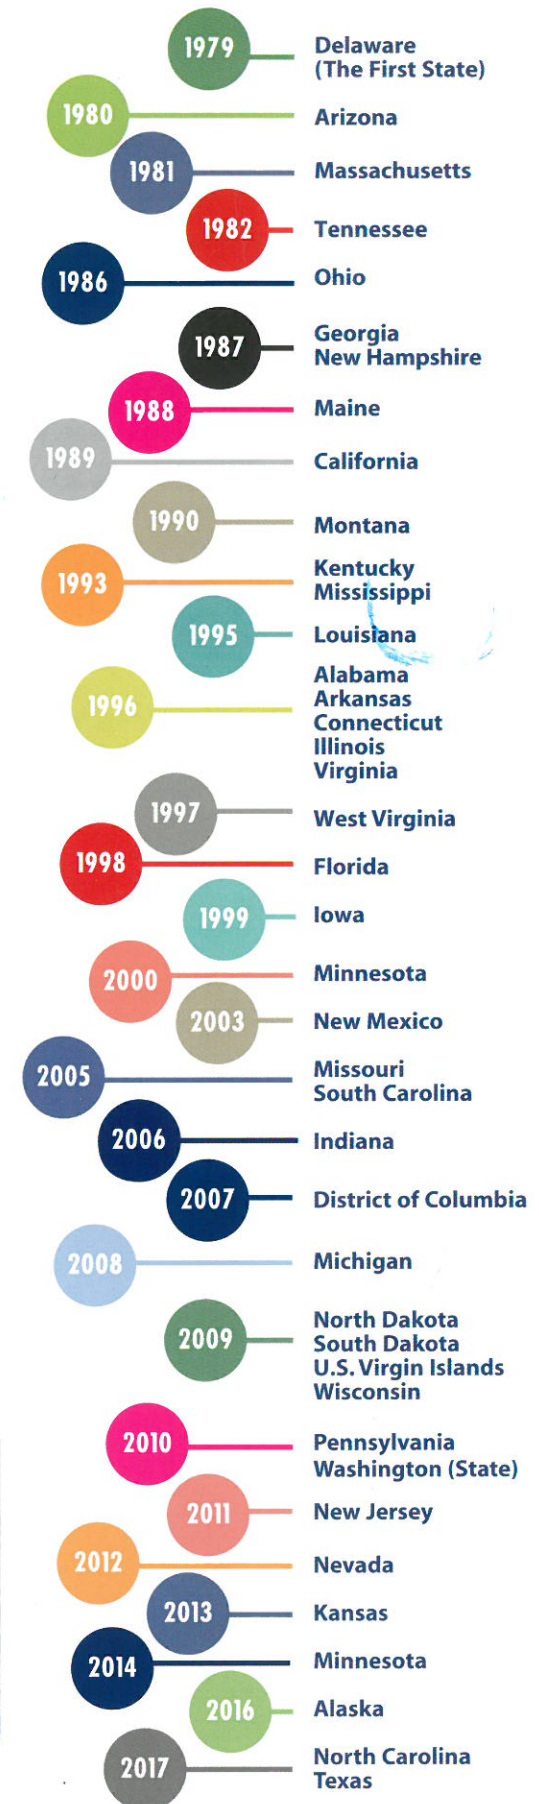 1979
Delaware
(The First State)
1980
Arizona
1981
Massachusetts
1982
Tennessee
1986
Ohio
1987
Georgia
New Hampshire
1988
Maine
1989
California
1990
Montana
1993
Kentucky
Mississippi
1995
Louisiana
1996
Alabama
Arkansas
Connecticut
Illinois
Virginia
1997
West Virginia
1998
Florida
1999
Iowa
2000
Minnesota
2003
New Mexico
2005
Missouri
South Carolina
2006
Indiana
2007
District of Columbia
2008
Michigan
2009
North Dakota
South Dakota
U.S. Virgin Islands
Wisconsin
2010
Pennsylvania
Washington (State)
2011
New Jersey
2012
Nevada
2013
Kansas
2014
Minnesota
2016
Alaska
2017
North Carolina
Texas